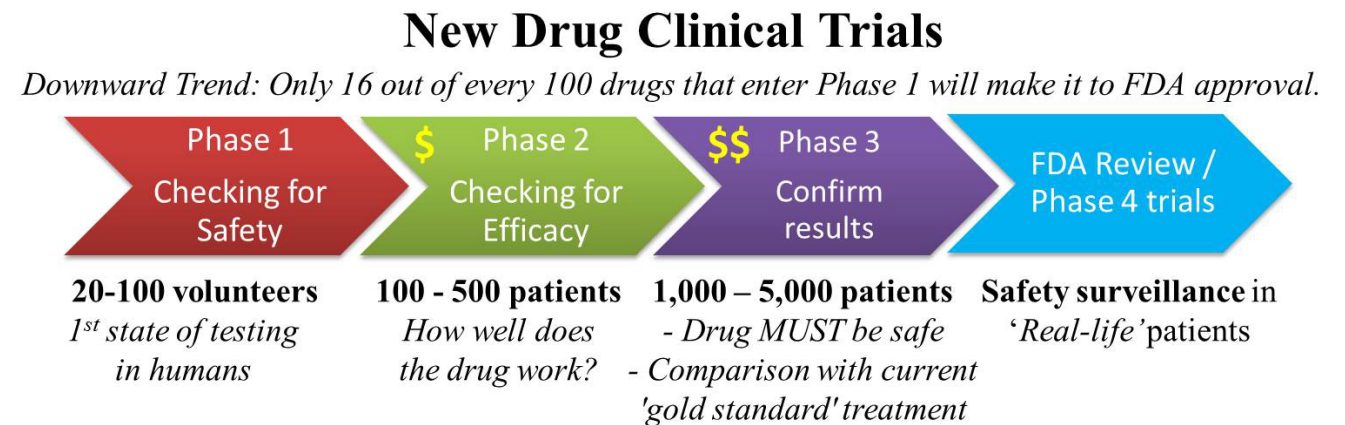 New Drug Clinical Trials
Downward Trend: Only 16 out of every 100 drugs that enter Phase 1 will make it to FDA approval.
Phase 1
Checking for
Safety
$ Phase 2
Checking for
Efficacy
$$ Phase 3
Confirm
results
FDA Review /
Phase 4 trials
20-100 volunteers
1st state of testing
in humans
100 - 500 patients
How well does
the drug work?
1,000 – 5,000 patients
- Drug MUST be safe
- Comparison with current
'gold standard' treatment
Safety surveillance in
‘Real-life’ patients